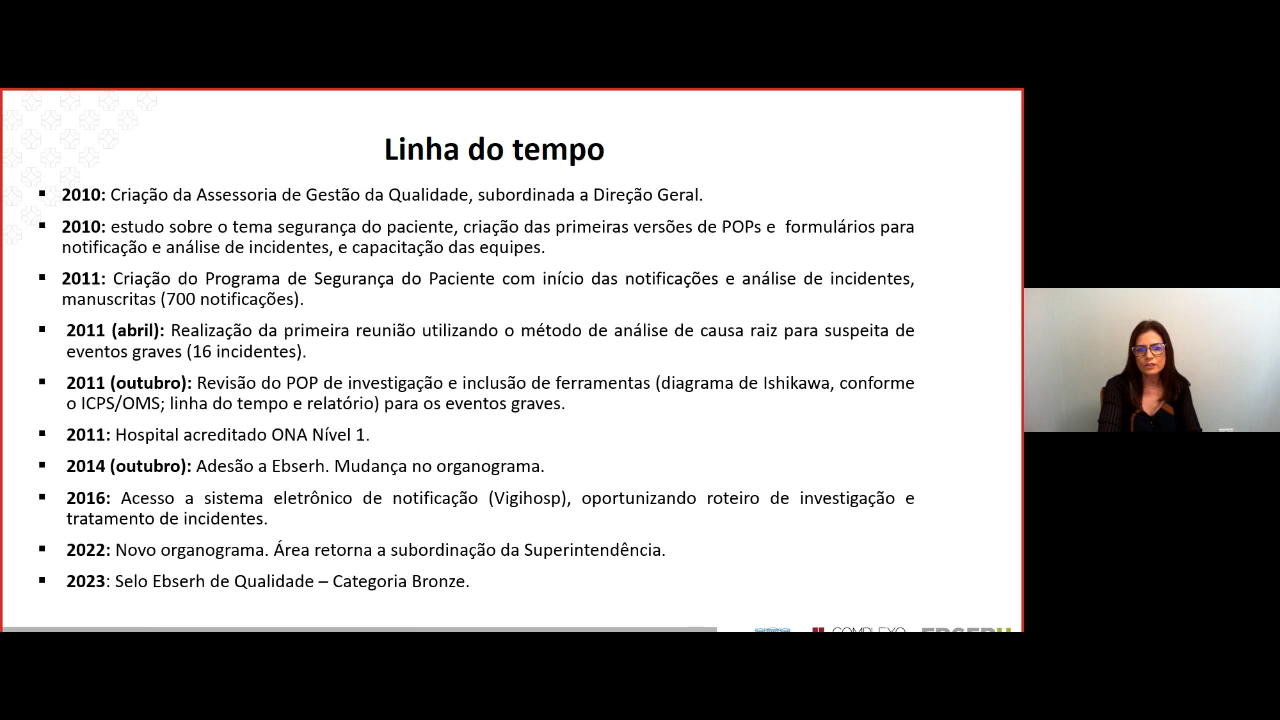 Linha do tempo
▪ 2010: Criação da Assessoria de Gestão da Qualidade, subordinada a Direção Geral.
▪ 2010: estudo sobre o tema segurança do paciente, criação das primeiras versões de POPs e formulários para
notificação e análise de incidentes, e capacitação das equipes.
▪ 2011: Criação do Programa de Segurança do Paciente com início das notificações e análise de incidentes,
manuscritas (700 notificações).
▪ 2011 (abril): Realização da primeira reunião utilizando o método de análise de causa raiz para suspeita de
eventos graves (16 incidentes).
▪ 2011 (outubro): Revisão do POP de investigação e inclusão de ferramentas (diagrama de Ishikawa, conforme
o ICPS/OMS; linha do tempo e relatório) para os eventos graves.
▪ 2011: Hospital acreditado ONA Nível 1.
▪ 2014 (outubro): Adesão a Ebserh. Mudança no organograma.
▪ 2016: Acesso a sistema eletrônico de notificação (Vigihosp), oportunizando roteiro de investigação e
tratamento de incidentes.
▪ 2022: Novo organograma. Área retorna a subordinação da Superintendência.
▪ 2023: Selo Ebserh de Qualidade – Categoria Bronze.
COMPLEXO EBSERH